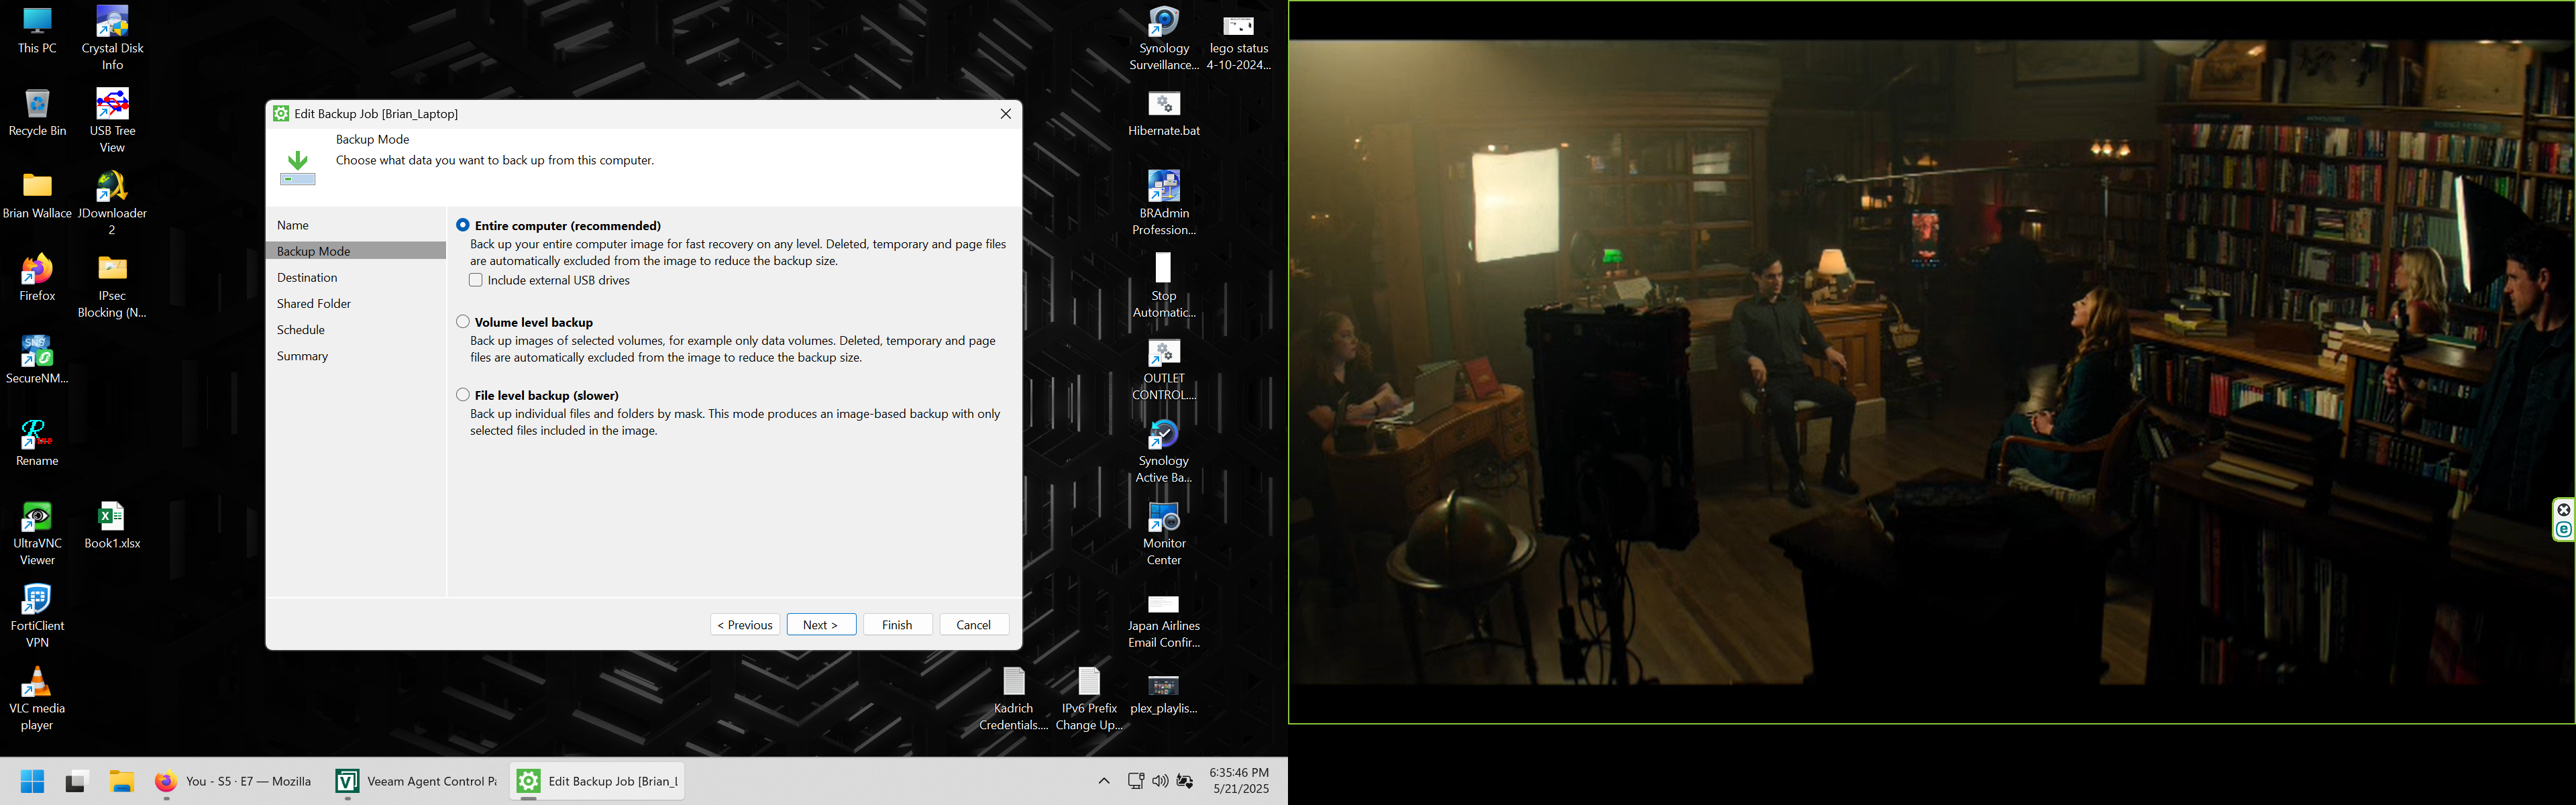 This PC
Crystal Disk
Info
Recycle Bin
USB Tree
View
Brian Wallace
JDownloader
2
Firefox
IPsec
Blocking (N...
SecureNM...
Rename
UltraVNC
Viewer
Book1.xlsx
FortiClient
VPN
VLC media
player
Edit Backup Job [Brian_Laptop]
Backup Mode
Choose what data you want to back up from this computer.
Name
Backup Mode
Destination
Shared Folder
Schedule
Summary
Entire computer (recommended)
Back up your entire computer image for fast recovery on any level. Deleted, temporary and page files
are automatically excluded from the image to reduce the backup size.
Include external USB drives
Volume level backup
Back up images of selected volumes, for example only data volumes. Deleted, temporary and page
files are automatically excluded from the image to reduce the backup size.
File level backup (slower)
Back up individual files and folders by mask. This mode produces an image-based backup with only
selected files included in the image.
< Previous
Next >
Finish
Cancel
Synology
Surveillance...
lego status
4-10-2024...
Hibernate.bat
BRAdmin
Profession...
Stop
Automatic...
OUTLET
CONTROL....
Synology
Active Ba...
Monitor
Center
Japan Airlines
Email Confir...
Kadrich
Credentials....
IPv6 Prefix
Change Up...
plex_playlis...
You - S5 · E7 — Mozilla
Veeam Agent Control Pa
Edit Backup Job [Brian_L
6:35:46 PM
5/21/2025